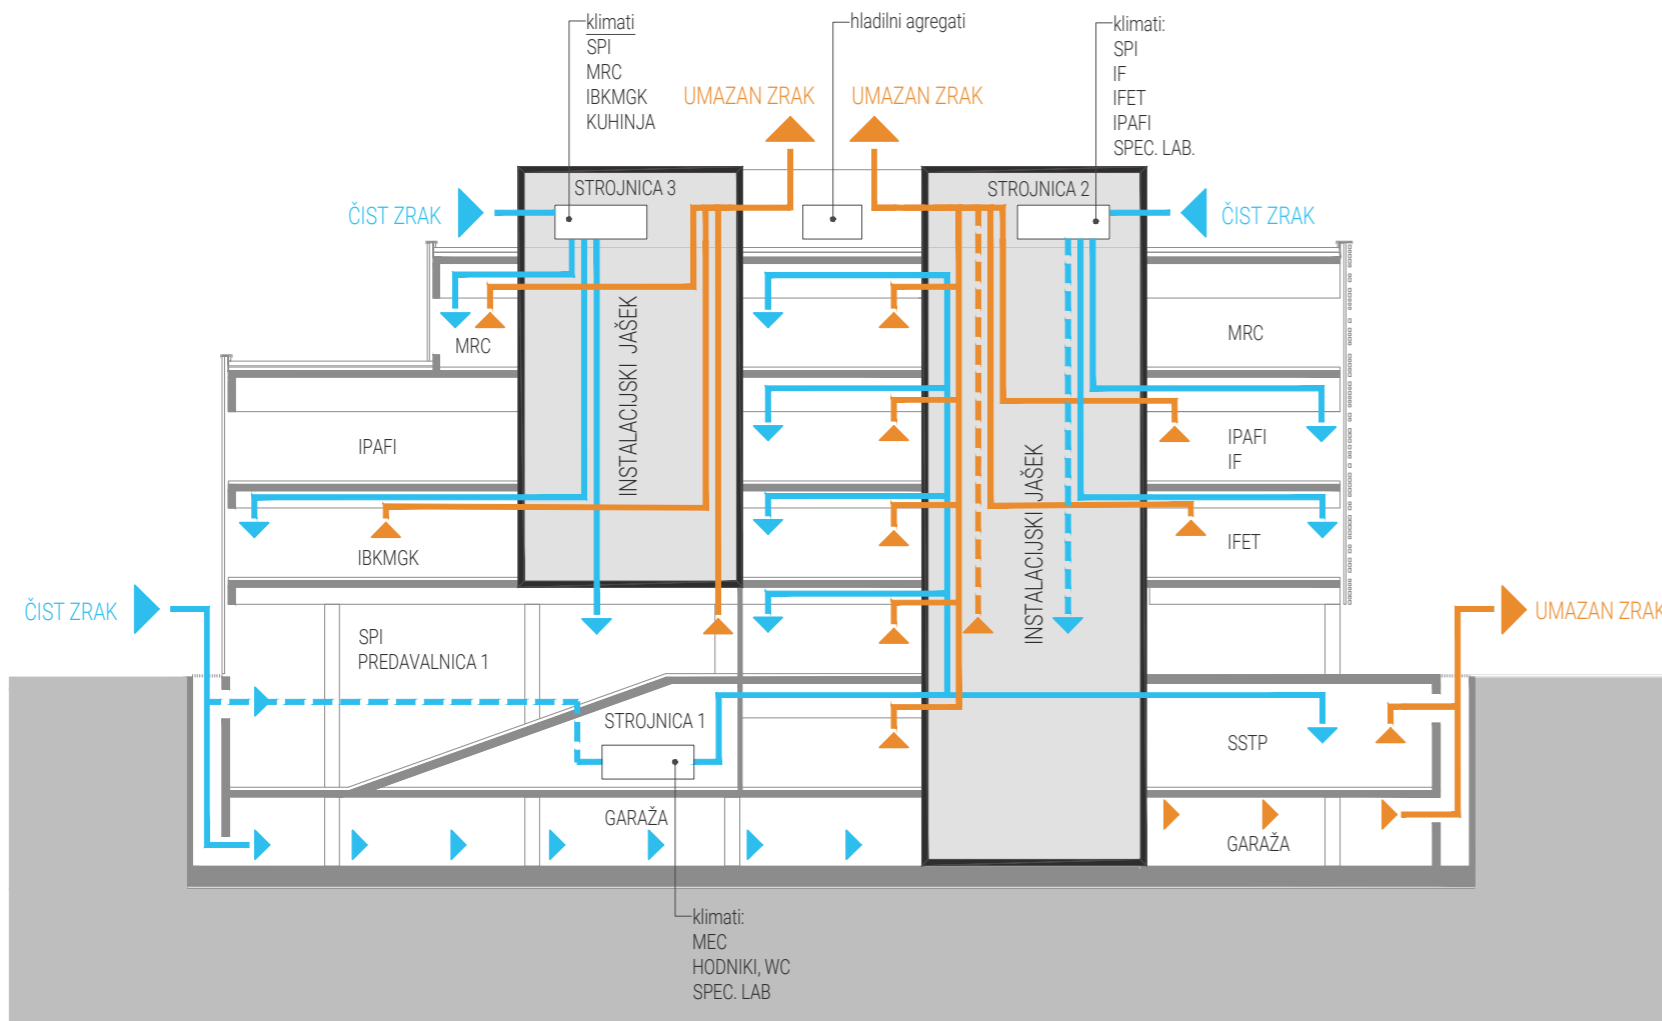 klimati
SPI
MRC
IBKMGK
KUHINJA
hladilni agregati
klimati:
SPI
IF
IFET
IPAFI
SPEC. LAB.
UMAZAN ZRAK
UMAZAN ZRAK
STROJNICA 3
STROJNICA 2
ČIST ZRAK
ČIST ZRAK
INSTALACIJSKI JAŠEK
INSTALACIJSKI JAŠEK
MRC
MRC
IPAFI
IPAFI
IF
IBKMGK
IFET
ČIST ZRAK
UMAZAN ZRAK
SPI
PREDAVALNICA 1
STROJNICA 1
SSTP
GARAŽA
GARAŽA
klimati:
MEC
HODNIKI, WC
SPEC. LAB